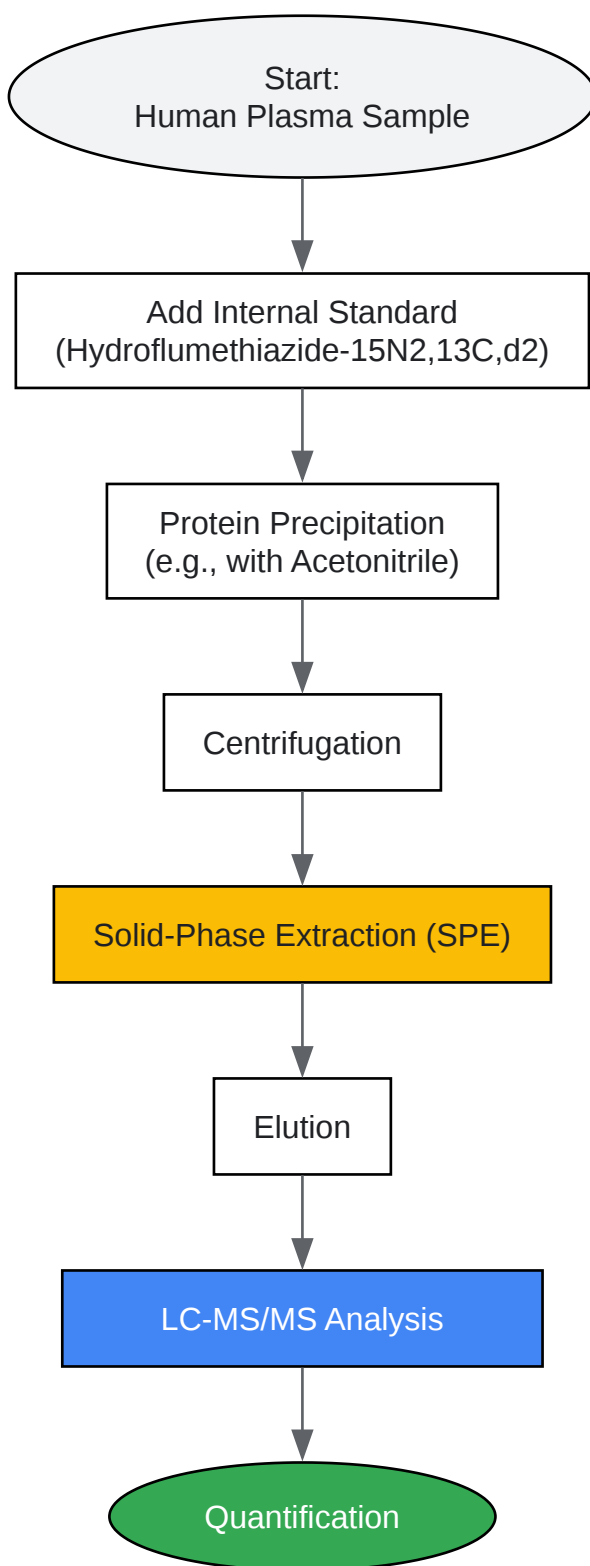 Start:
Human Plasma Sample
Add Internal Standard
(Hydroflumethiazide-15N2,13C,d2)
Protein Precipitation
(e.g., with Acetonitrile)
Centrifugation
Solid-Phase Extraction (SPE)
Elution
LC-MS/MS Analysis
Quantification